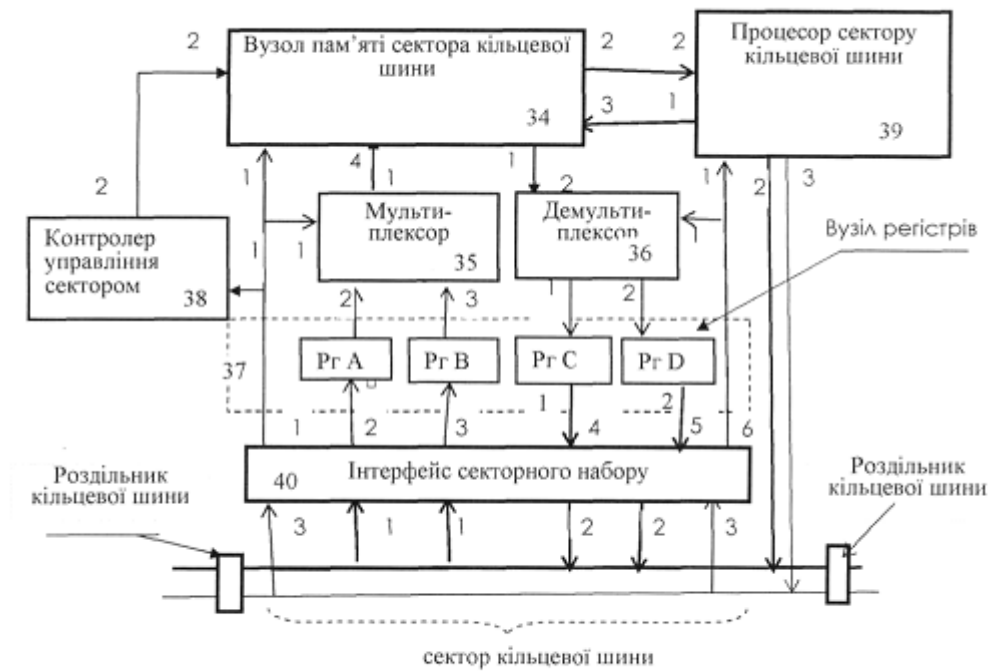 2
Вузол пам’яті сектора кільцевої
шини
34
2
2
3
1
Процесор сектору
кільцевої шини
39
2
1
4
1
1
2
1
2
3
Контролер
управління
сектором
38
1
1
Мульти-
плексор
35
Демульти-
плексор
36
1
Вузіл регістрів
2
3
1
2
37
Рг A
Рг B
Рг C
Рг D
1
2
1
2
3
4
5
6
40
Інтерфейс секторного набору
Роздільник
кільцевої шини
Роздільник
кільцевої шини
3
1
1
2
2
3
сектор кільцевої шини